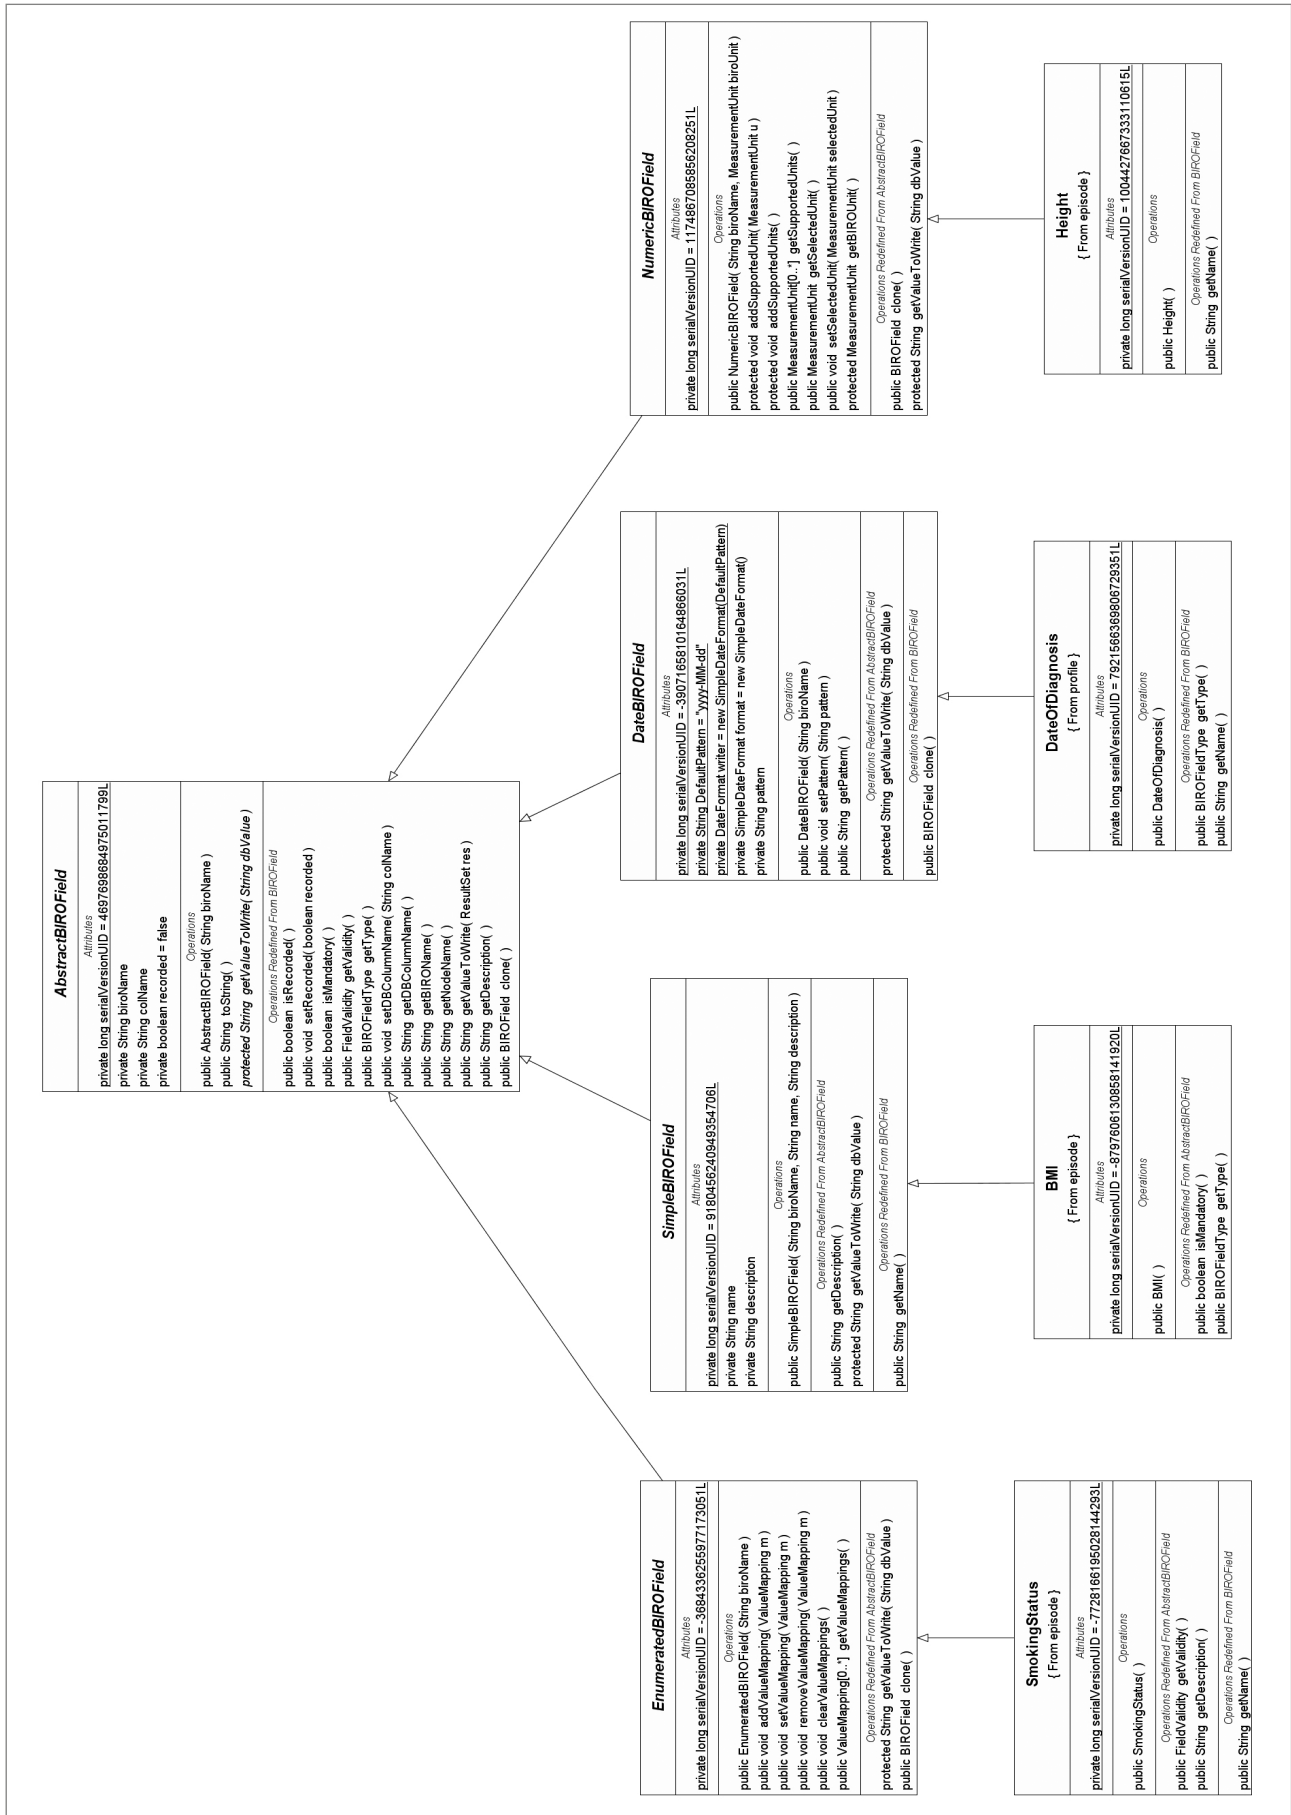 AbstractBIROField
Attributes
private long serialVersionUID = 4697698684975011799L
private String biroName
private String colName
private boolean recorded = false
Operations
public AbstractBIROField( String biroName )
public String toString( )
protected String getValueToWrite( String dbValue )
Operations Redefined From BIROField
public boolean isRecorded( )
public void setRecorded( boolean recorded )
public boolean isMandatory( )
public FieldValidity getValidity( )
public BIROFieldType getType( )
public void setDBColumnName( String colName )
public String getDBColumnName( )
public String getBIROName( )
public String getNodeName( )
public String getValueToWrite( ResultSet res )
public String getDescription( )
public BIROField clone( )
EnumeratedBIROField
Attributes
private long serialVersionUID = -3684336255977173051L
Operations
public EnumeratedBIROField( String biroName )
public void addValueMapping( ValueMapping m )
public void setValueMapping( ValueMapping m )
public void removeValueMapping( ValueMapping m )
public void clearValueMappings( )
public ValueMapping[0..*] getValueMappings( )
Operations Redefined From AbstractBIROField
protected String getValueToWrite( String dbValue )
public BIROField clone( )
SimpleBIROField
Attributes
private long serialVersionUID = 9180456240949354706L
private String name
private String description
Operations
public SimpleBIROField( String biroName, String name, String description )
Operations Redefined From AbstractBIROField
public String getDescription( )
protected String getValueToWrite( String dbValue )
Operations Redefined From BIROField
public String getName( )
DateBIROField
Attributes
private long serialVersionUID = -3907165810164866031L
private String DefaultPattern = "yyyy-MM-dd"
private DateFormat writer = new SimpleDateFormat(DefaultPattern)
private SimpleDateFormat format = new SimpleDateFormat()
private String pattern
Operations
public DateBIROField( String biroName )
public void setPattern( String pattern )
public String getPattern( )
Operations Redefined From AbstractBIROField
protected String getValueToWrite( String dbValue )
Operations Redefined From BIROField
public BIROField clone( )
NumericBIROField
Attributes
private long serialVersionUID = 1174867085856208251L
Operations
public NumericBIROField( String biroName, MeasurementUnit biroUnit )
protected void addSupportedUnit( MeasurementUnit u )
protected void addSupportedUnits( )
public MeasurementUnit[0..*] getSupportedUnits( )
public MeasurementUnit getSelectedUnit( )
public void setSelectedUnit( MeasurementUnit selectedUnit )
protected MeasurementUnit getBIROUnit( )
Operations Redefined From AbstractBIROField
public BIROField clone( )
protected String getValueToWrite( String dbValue )
SmokingStatus
{ From episode }
Attributes
private long serialVersionUID = -7728166195028144293L
Operations
public SmokingStatus( )
Operations Redefined From AbstractBIROField
public FieldValidity getValidity( )
public String getDescription( )
Operations Redefined From BIROField
public String getName( )
BMI
{ From episode }
Attributes
private long serialVersionUID = -8797606130858141920L
Operations
public BMI( )
Operations Redefined From AbstractBIROField
public boolean isMandatory( )
public BIROFieldType getType( )
DateOfDiagnosis
{ From profile }
Attributes
private long serialVersionUID = 7921566369806729351L
Operations
public DateOfDiagnosis( )
Operations Redefined From BIROField
public BIROFieldType getType( )
public String getName( )
Height
{ From episode }
Attributes
private long serialVersionUID = 1004427667333110615L
Operations
public Height( )
Operations Redefined From BIROField
public String getName( )